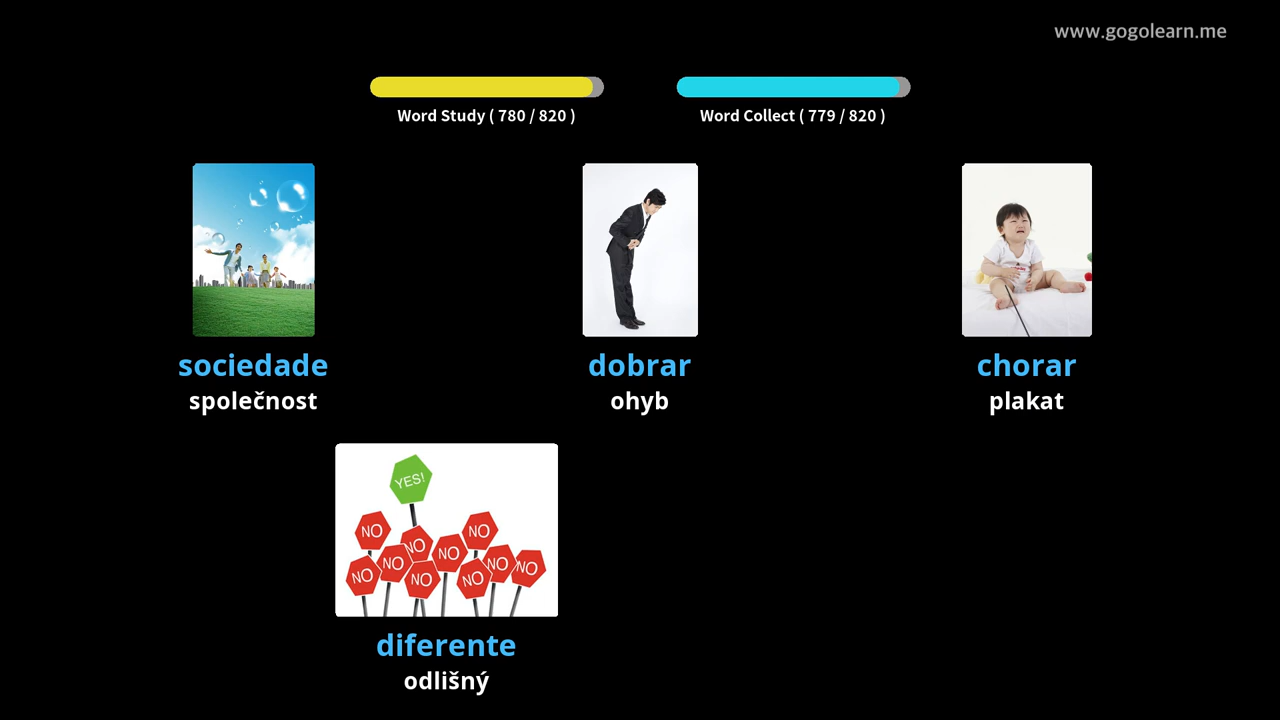 www.gogolearn.me
Word Study ( 780 / 820 )
Word Collect ( 779 / 820 )
sociedade
společnost
dobrar
ohyb
chorar
plakat
YES!
NO
NO
NO
NO
NO
NO
NO
NO
NO
NO
diferente
odlišný